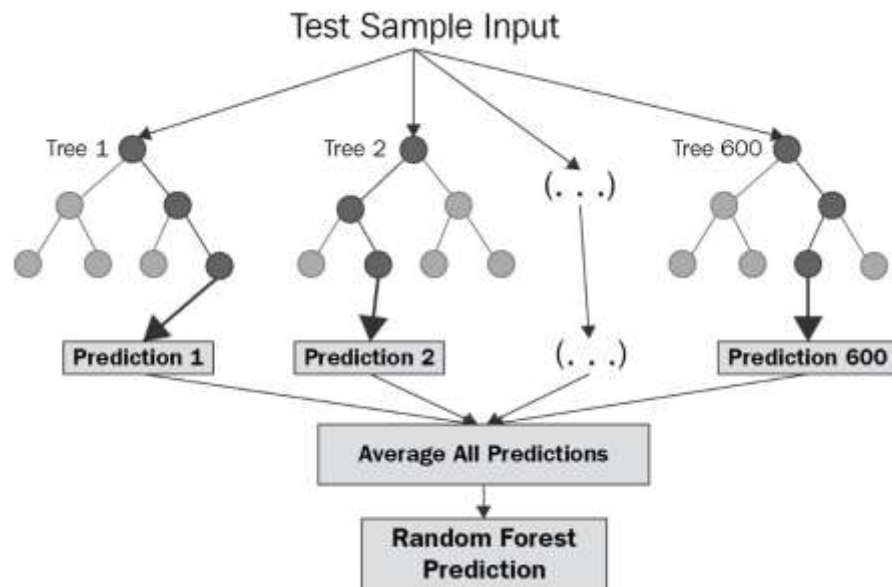 Test Sample Input
Tree 1
Tree 2
Tree 600
(. . .)
Prediction 1
Prediction 2
(. . .)
Prediction 600
Average All Predictions
Random Forest
Prediction